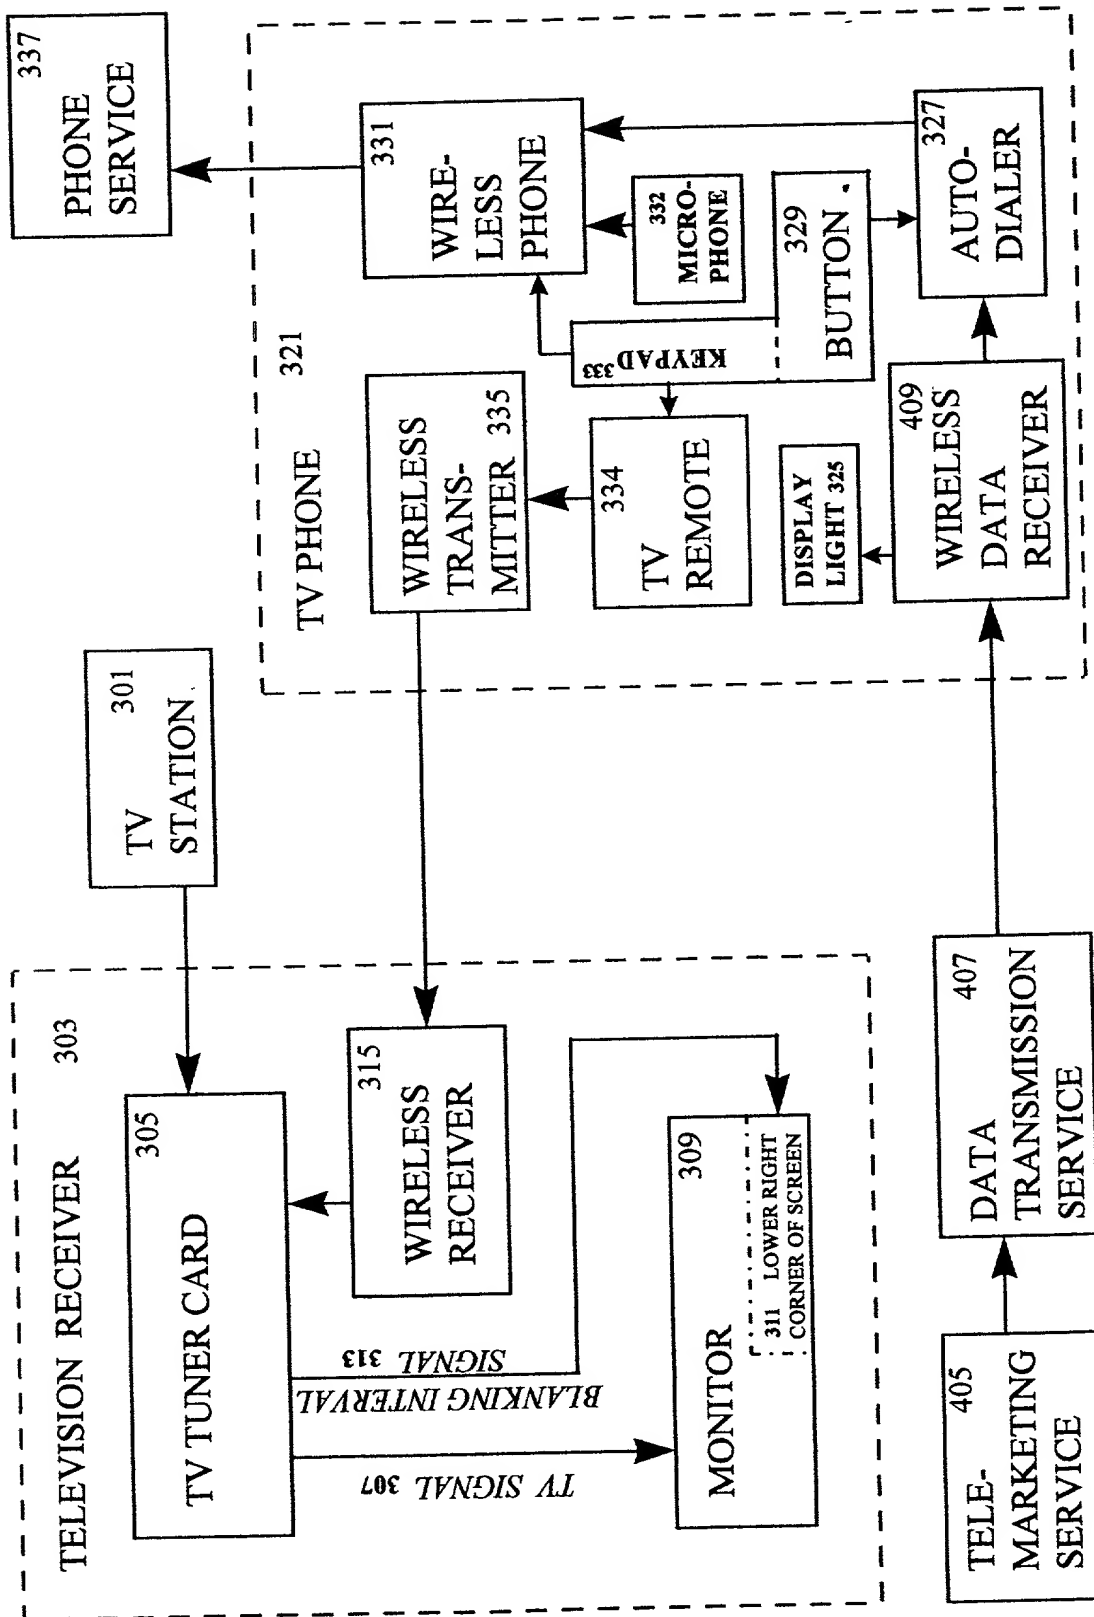 TELEVISION RECEIVER 303
TV TUNER CARD
305
TV SIGNAL 307
BLANKING INTERVAL
SIGNAL 313
WIRELESS
RECEIVER
315
MONITOR
309
311 LOWER RIGHT
CORNER OF SCREEN
TV
STATION
301
TELE-
MARKETING
SERVICE
405
DATA
TRANSMISSION
SERVICE
407
TV PHONE 321
WIRELESS
TRANS-
MITTER 335
TV
REMOTE
334
KEYPAD 333
BUTTON
329
DISPLAY
LIGHT 325
WIRELESS
DATA
RECEIVER
409
AUTO-
DIALER
327
332
MICRO-
PHONE
WIRE-
LESS
PHONE
331
PHONE
SERVICE
337